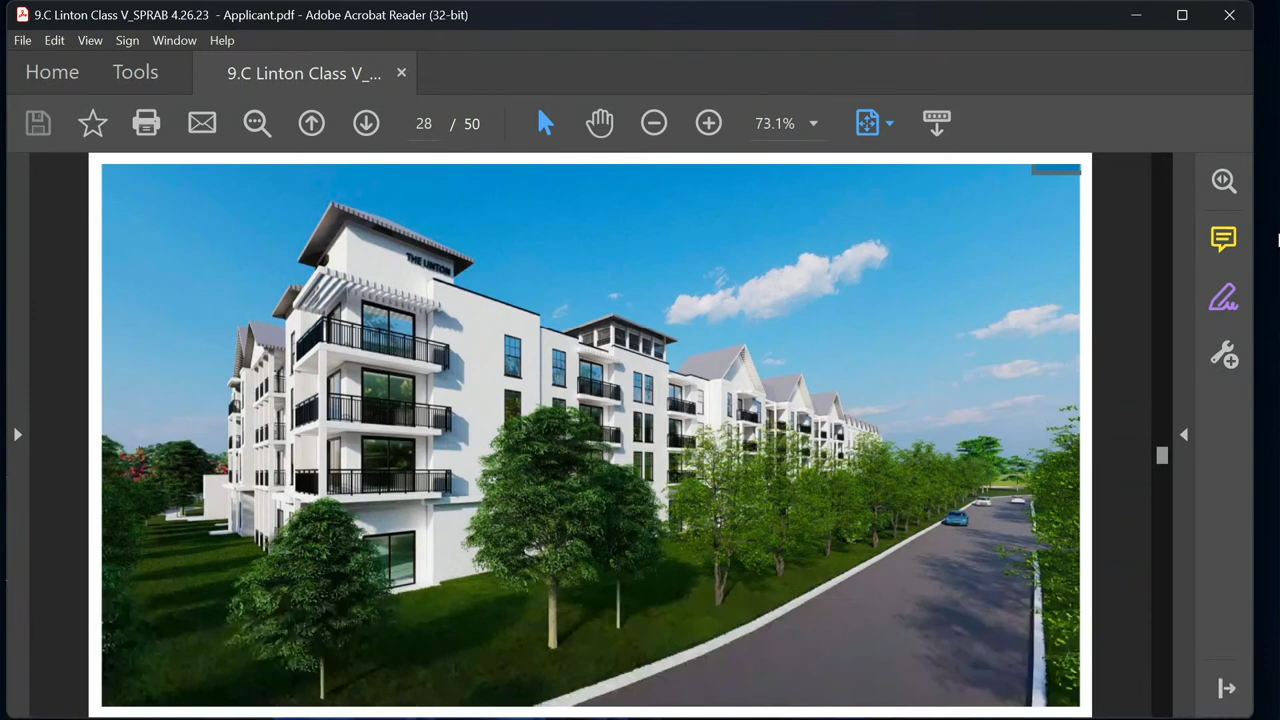 9.C Linton Class V_SPRAB 4.26.23 - Applicant.pdf - Adobe Acrobat Reader (32-bit)
File Edit View Sign Window Help
Home Tools 9.C Linton Class V_...
28 / 50 73.1%
THE LINTON